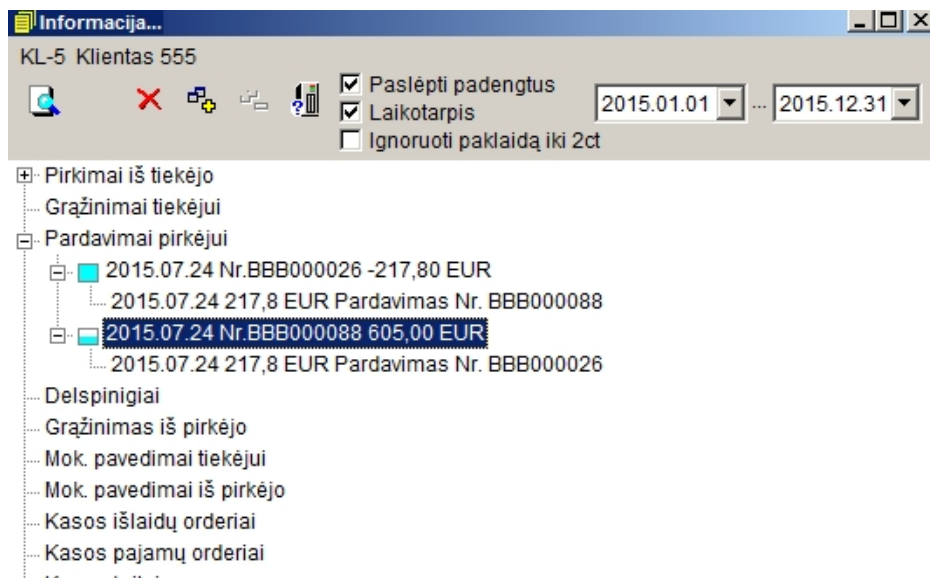 Informacija...
KL-5 Klientas 555
Paslėpti padengtus
Laikotarpis
2015.01.01 ... 2015.12.31
Ignoruoti paklaidą iki 2ct
Pirkimai iš tiekėjo
Grąžinimai tiekėjui
Pardavimai pirkėjui
2015.07.24 Nr.BBB000026 -217,80 EUR
2015.07.24 217,8 EUR Pardavimas Nr. BBB000088
2015.07.24 Nr.BBB000088 605,00 EUR
2015.07.24 217,8 EUR Pardavimas Nr. BBB000026
Delspinigiai
Grąžinimas iš pirkėjo
Mok. pavedimai tiekėjui
Mok. pavedimai iš pirkėjo
Kasos išlaidų orderiai
Kasos pajamų orderiai